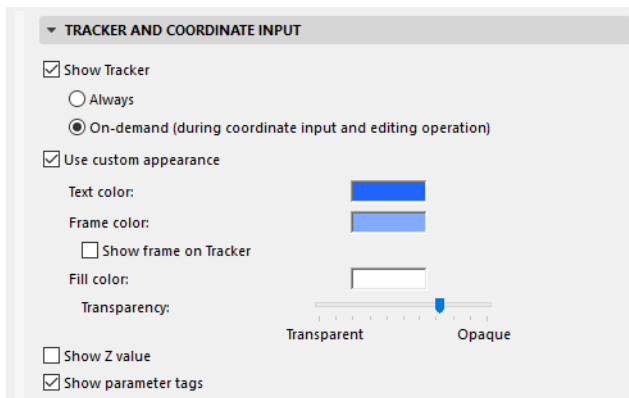 TRACKER AND COORDINATE INPUT
Show Tracker
Always
On-demand (during coordinate input and editing operation)
Use custom appearance
Text color:
Frame color:
Show frame on Tracker
Fill color:
Transparency:
Transparent Opaque
Show Z value
Show parameter tags